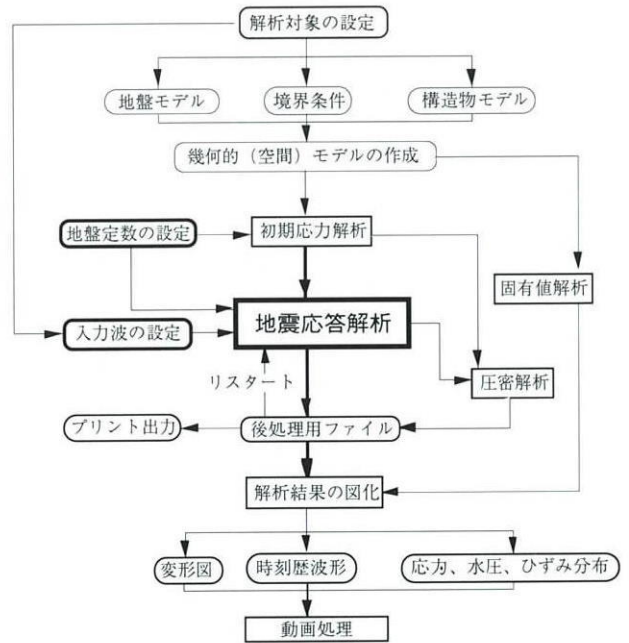 解析対象の設定
地盤モデル
境界条件
構造物モデル
幾何的（空間）モデルの作成
地盤定数の設定
初期応力解析
固有値解析
入力波の設定
地震応答解析
リスタート
圧密解析
プリント出力
後処理用ファイル
解析結果の図化
変形図
時刻歴波形
応力、水圧、ひずみ分布
動画処理